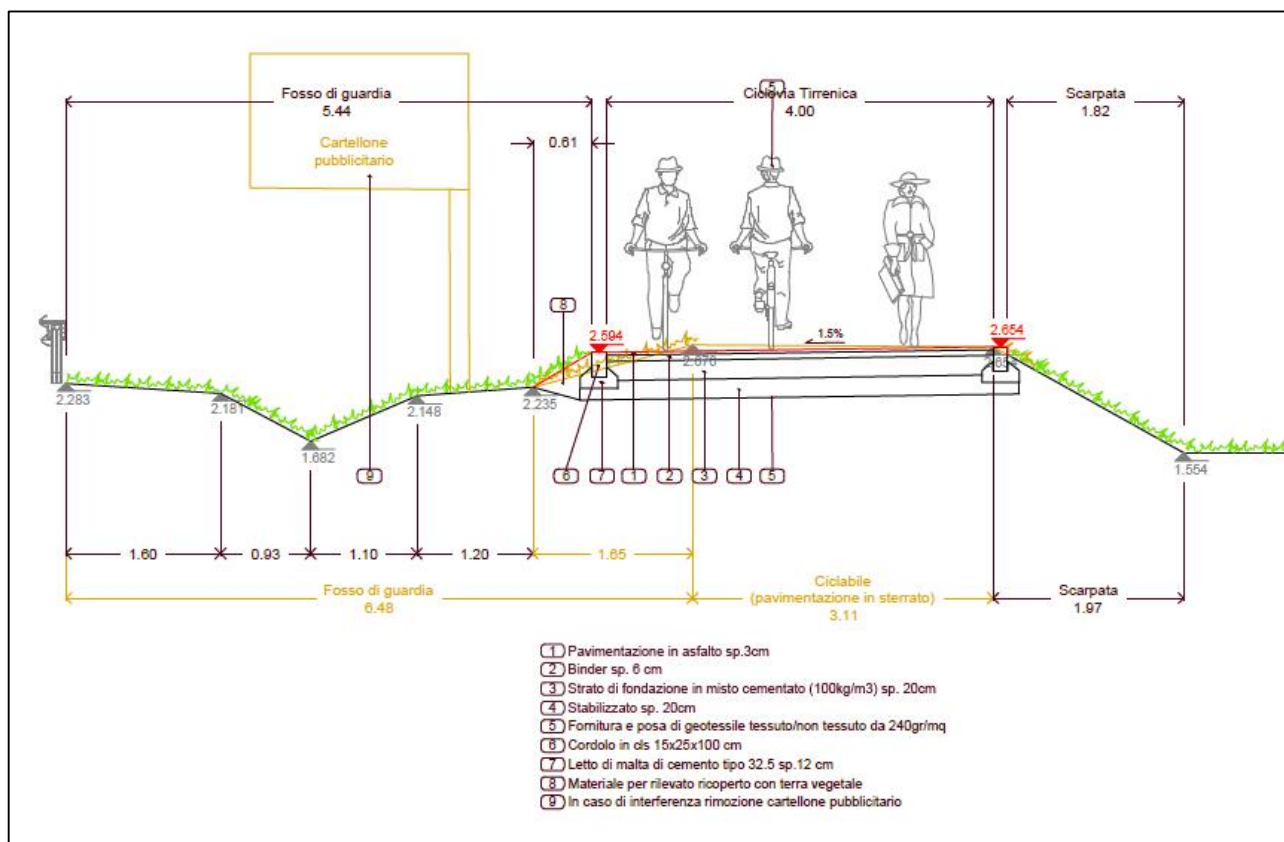 Fosso di guardia
5.44
Ciclovia Tirrenica
4.00
Scarpata
1.82
5
Cartellone
pubblicitario
0.61
8
2.594
1.5%
2.654
2.676
2.283
2.181
2.148
2.235
1.682
1.554
9
6
7
1
2
3
4
5
1.60
0.93
1.10
1.20
1.65
Fosso di guardia
6.48
Ciclabile
(pavimentazione in sterrato)
3.11
Scarpata
1.97
1 Pavimentazione in asfalto sp.3cm
2 Binder sp. 6 cm
3 Strato di fondazione in misto cementato (100kg/m3) sp. 20cm
4 Stabilizzato sp. 20cm
5 Fornitura e posa di geotessile tessuto/non tessuto da 240gr/mq
6 Cordolo in cls 15x25x100 cm
7 Letto di malta di cemento tipo 32.5 sp.12 cm
8 Materiale per rilevato ricoperto con terra vegetale
9 In caso di interferenza rimozione cartellone pubblicitario